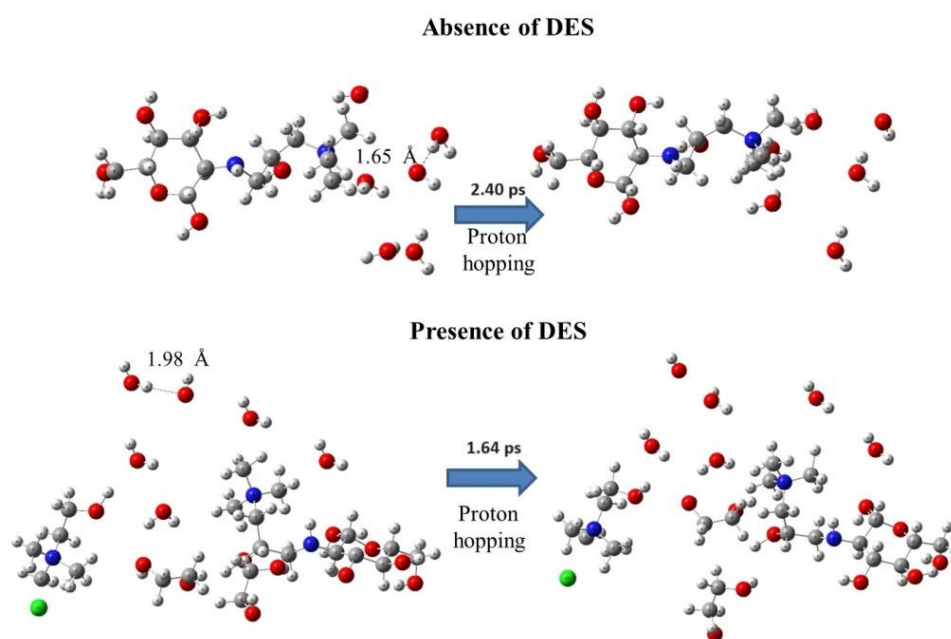 Absence of DES
1.65 Å
2.40 ps
Proton
hopping
Presence of DES
1.98 Å
1.64 ps
Proton
hopping